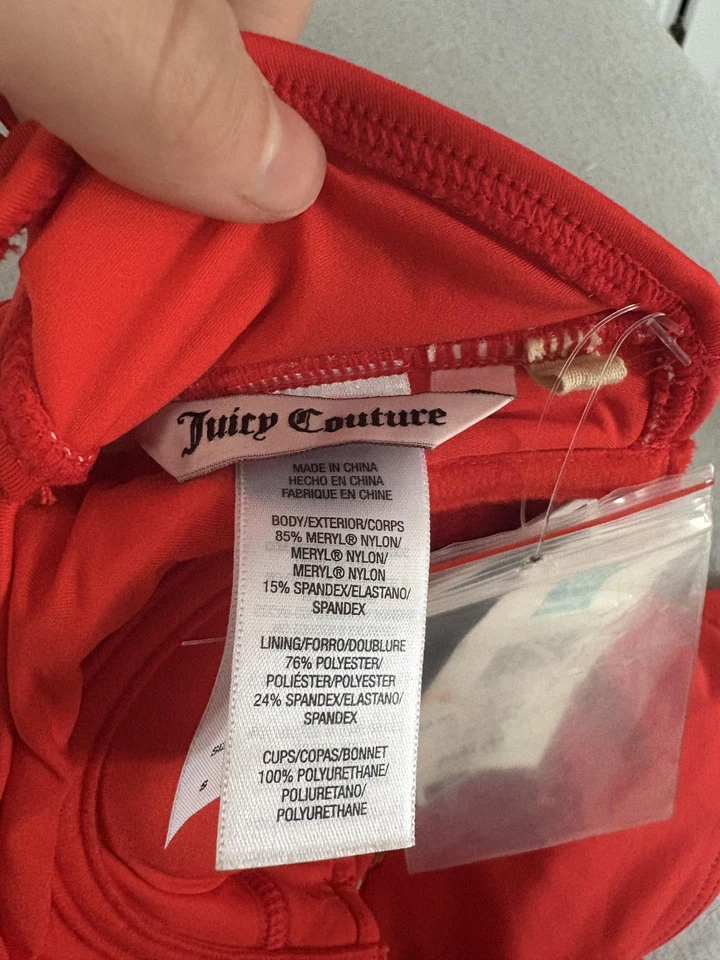 Juicy Couture
MADE IN CHINA
HECHO EN CHINA
FABRIQUE EN CHINE
BODY/EXTERIOR/CORPS
85% MERYL® NYLON/
MERYL® NYLON/
MERYL® NYLON
15% SPANDEX/ELASTANO/
SPANDEX
LINING/FORRO/DOUBLURE
76% POLYESTER/
POLIÉSTER/POLYESTER
24% SPANDEX/ELASTANO/
SPANDEX
CUPS/COPAS/BONNET
100% POLYURETHANE/
POLIURETANO/
POLYURETHANE
S